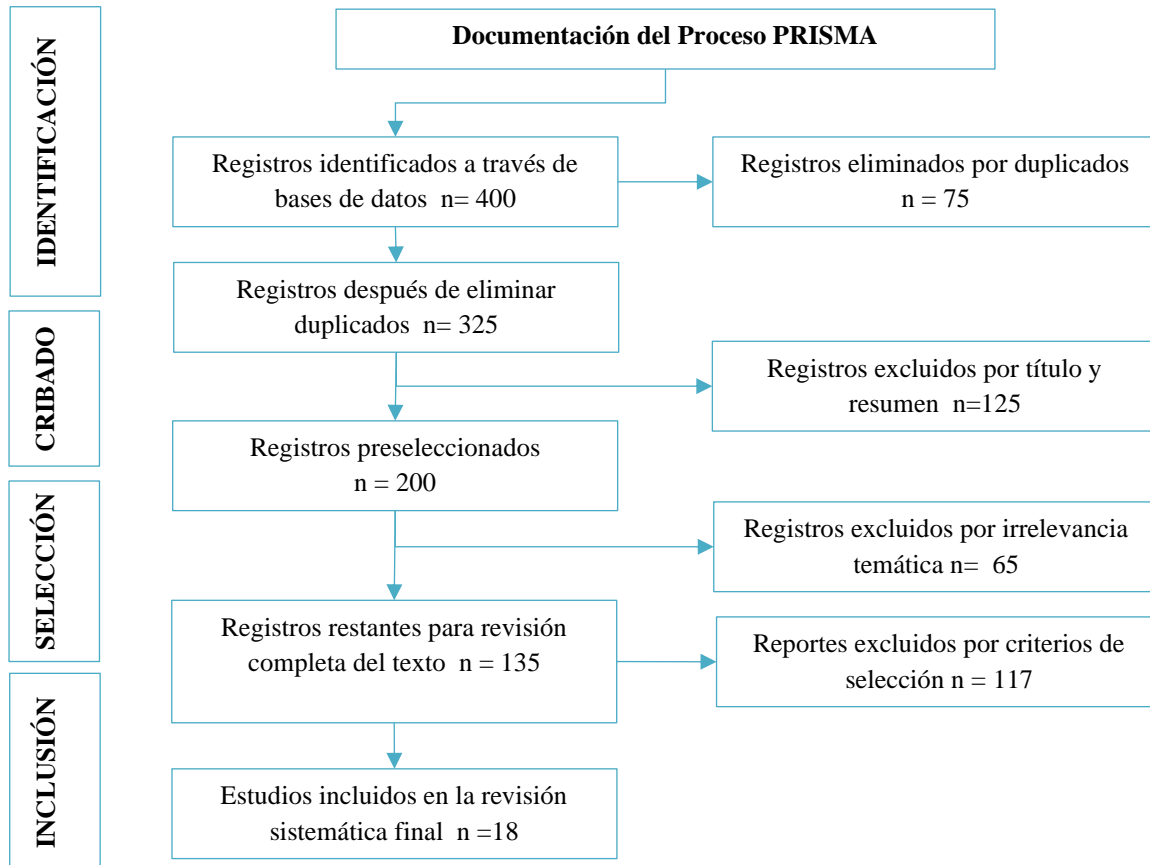 IDENTIFICACIÓN
Documentación del Proceso PRISMA
Registros identificados a través de
bases de datos n= 400
Registros eliminados por duplicados
n = 75
Registros después de eliminar
duplicados n= 325
CRIBADO
Registros excluidos por título y
resumen n=125
Registros preseleccionados
n = 200
SELECCIÓN
Registros excluidos por irrelevancia
temática n= 65
Registros restantes para revisión
completa del texto n = 135
Reportes excluidos por criterios de
selección n = 117
INCLUSIÓN
Estudios incluidos en la revisión
sistemática final n =18